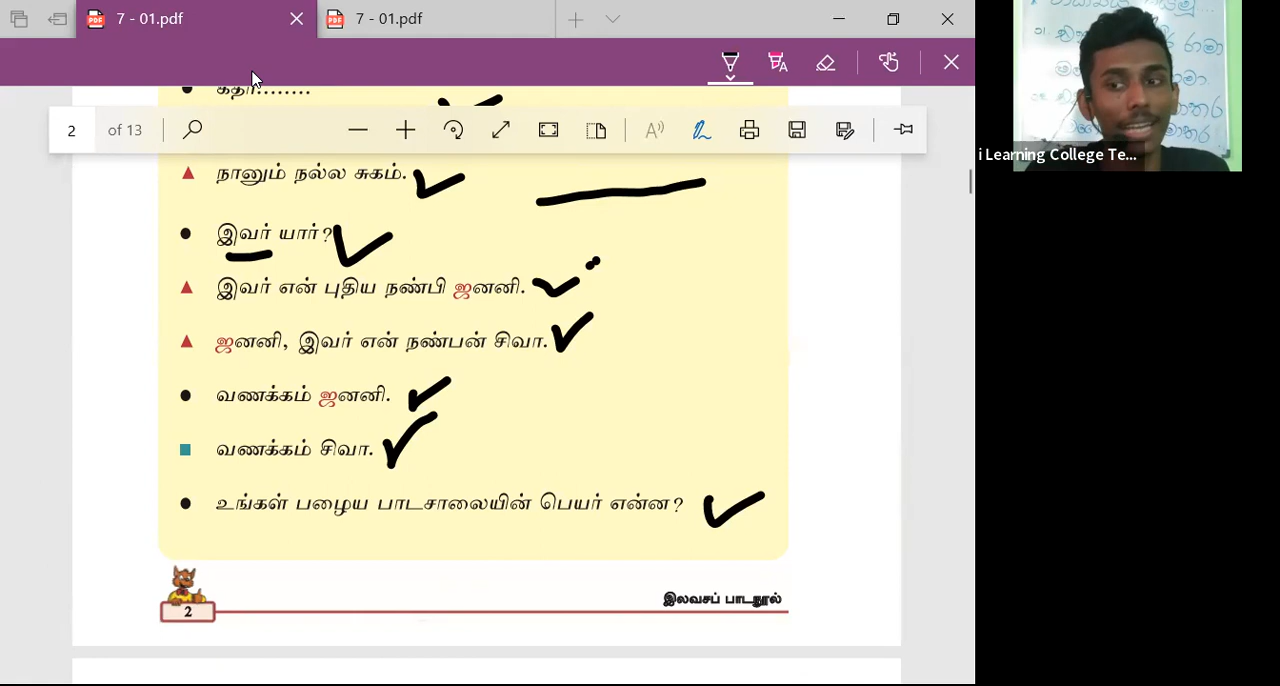 7 - 01.pdf
7 - 01.pdf
2 of 13
கதிர்.......
நானும் நல்ல சுகம்.
இவர் யார்?
இவர் என் புதிய நண்பி ஜனனி.
ஜனனி, இவர் என் நண்பன் சிவா.
வணக்கம் ஜனனி.
வணக்கம் சிவா.
உங்கள் பழைய பாடசாலையின் பெயர் என்ன?
2
இலவசப் பாடநூல்
i Learning College Te...